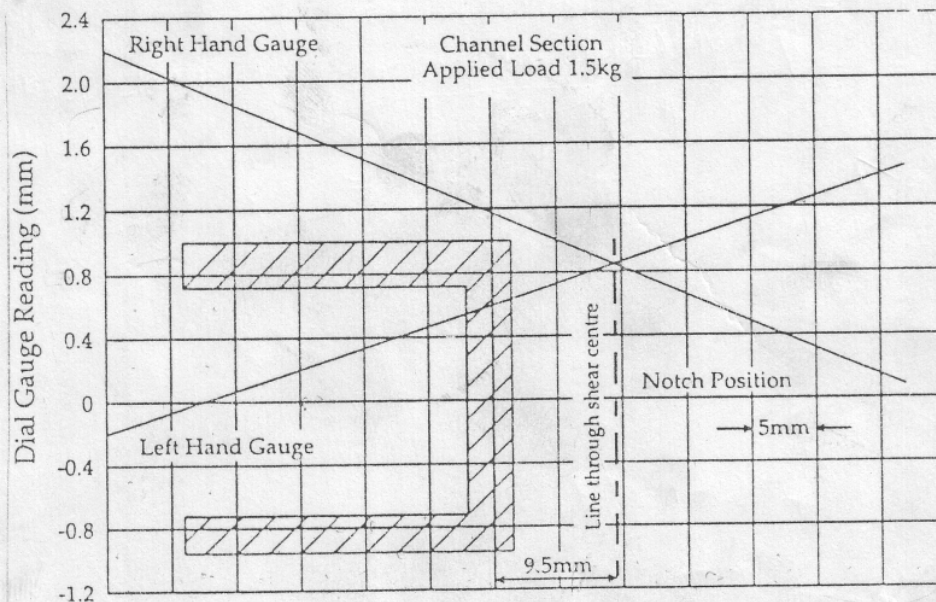 2.4
Right Hand Gauge
Channel Section
Applied Load 1.5kg
2.0
1.6
1.2
0.8
0.4
0
-0.4
-0.8
-1.2
Dial Gauge Reading (mm)
Left Hand Gauge
Line through shear centre
Notch Position
5mm
9.5mm